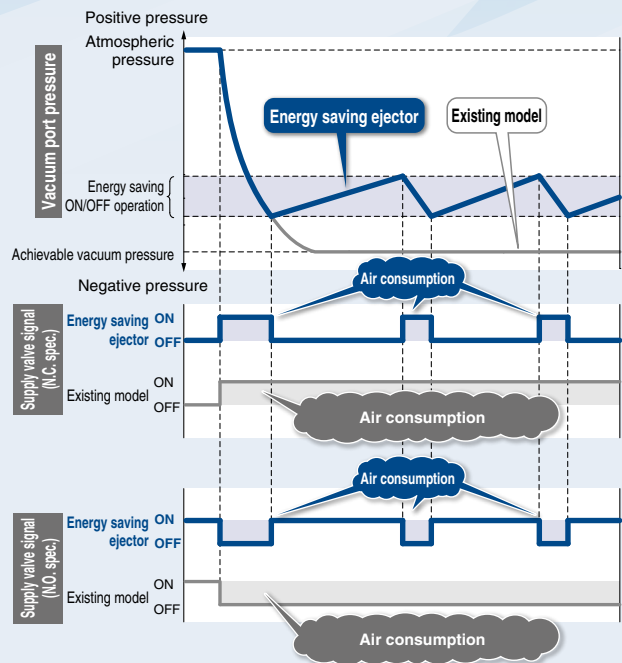 Positive pressure
Atmospheric
pressure
Vacuum port pressure
Energy saving ejector
Existing model
Energy saving
ON/OFF operation
Achievable vacuum pressure
Negative pressure
Air consumption
Supply valve signal
(N.C. spec.)
Energy saving
ejector
ON
OFF
Existing model
ON
OFF
Air consumption
Air consumption
Supply valve signal
(N.O. spec.)
Energy saving
ejector
ON
OFF
Existing model
ON
OFF
Air consumption